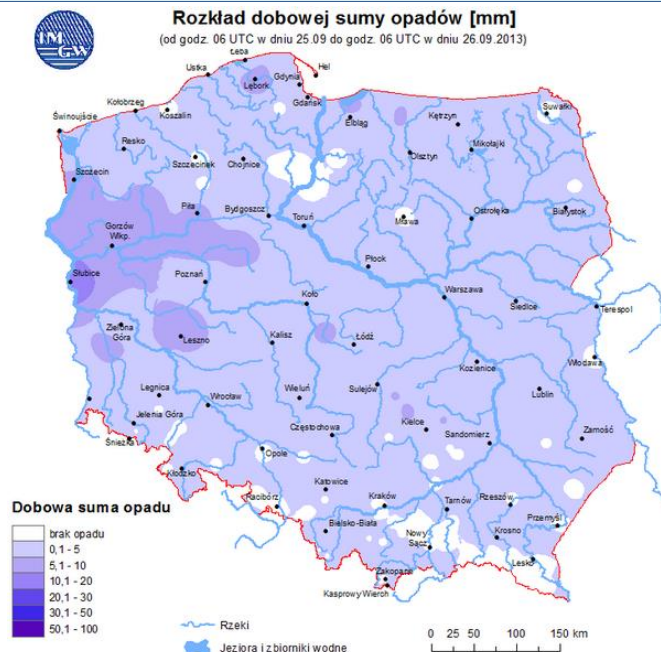 IM
GW
Rozkład dobowej sumy opadów [mm]
(od godz. 06 UTC w dniu 25.09 do godz. 06 UTC w dniu 26.09.2013)
Łeba
Hel
Ustka
Lębork
Gdynia
Gdańsk
Kołobrzeg
Koszalin
Świnoujście
Resko
Elbląg
Kętrzyn
Suwałki
Szczecinek
Chojnice
Olsztyn
Mikołajki
Szczecin
Piła
Bydgoszcz
Toruń
Mława
Ostrołęka
Białystok
Gorzów
Wlkp.
Płock
Słubice
Poznań
Koło
Warszawa
Siedlce
Terespol
Zielona
Góra
Leszno
Kalisz
Łódź
Kozienice
Włodawa
Legnica
Wrocław
Wieluń
Sulejów
Lublin
Jelenia Góra
Śnieżka
Częstochowa
Kielce
Sandomierz
Zamość
Opole
Kłodzko
Racibórz
Katowice
Kraków
Tarnów
Rzeszów
Bielsko-Biała
Nowy
Sącz
Krosno
Przemyśl
Lesko
Zakopane
Kasprowy Wierch
Dobowa suma opadu
brak opadu
0,1 - 5
5,1 - 10
10,1 - 20
20,1 - 30
30,1 - 50
50,1 - 100
Rzeki
Jeziora i zbiorniki wodne
0 25 50 100 150 km